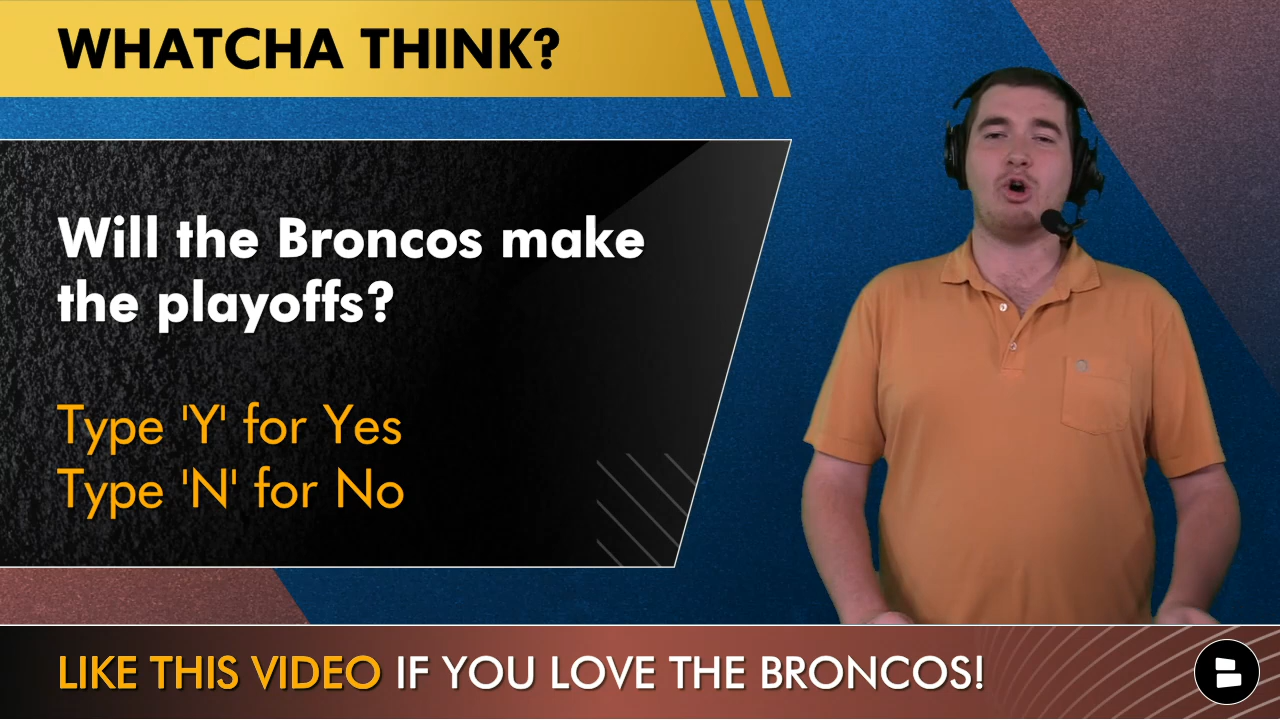 WHATCHA THINK?
Will the Broncos make
the playoffs?
Type 'Y' for Yes
Type 'N' for No
LIKE THIS VIDEO IF YOU LOVE THE BRONCOS!